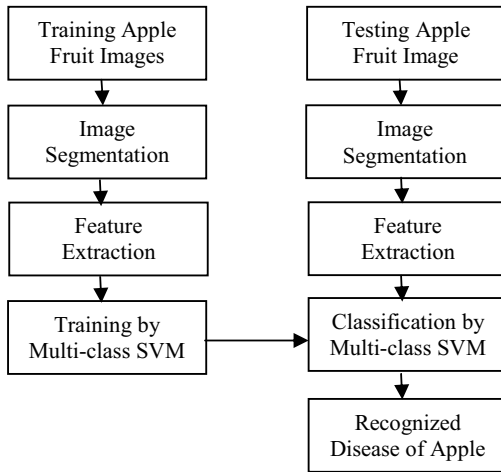 Training Apple
Fruit Images
Image
Segmentation
Feature
Extraction
Training by
Multi-class SVM
Testing Apple
Fruit Image
Image
Segmentation
Feature
Extraction
Classification by
Multi-class SVM
Recognized
Disease of Apple